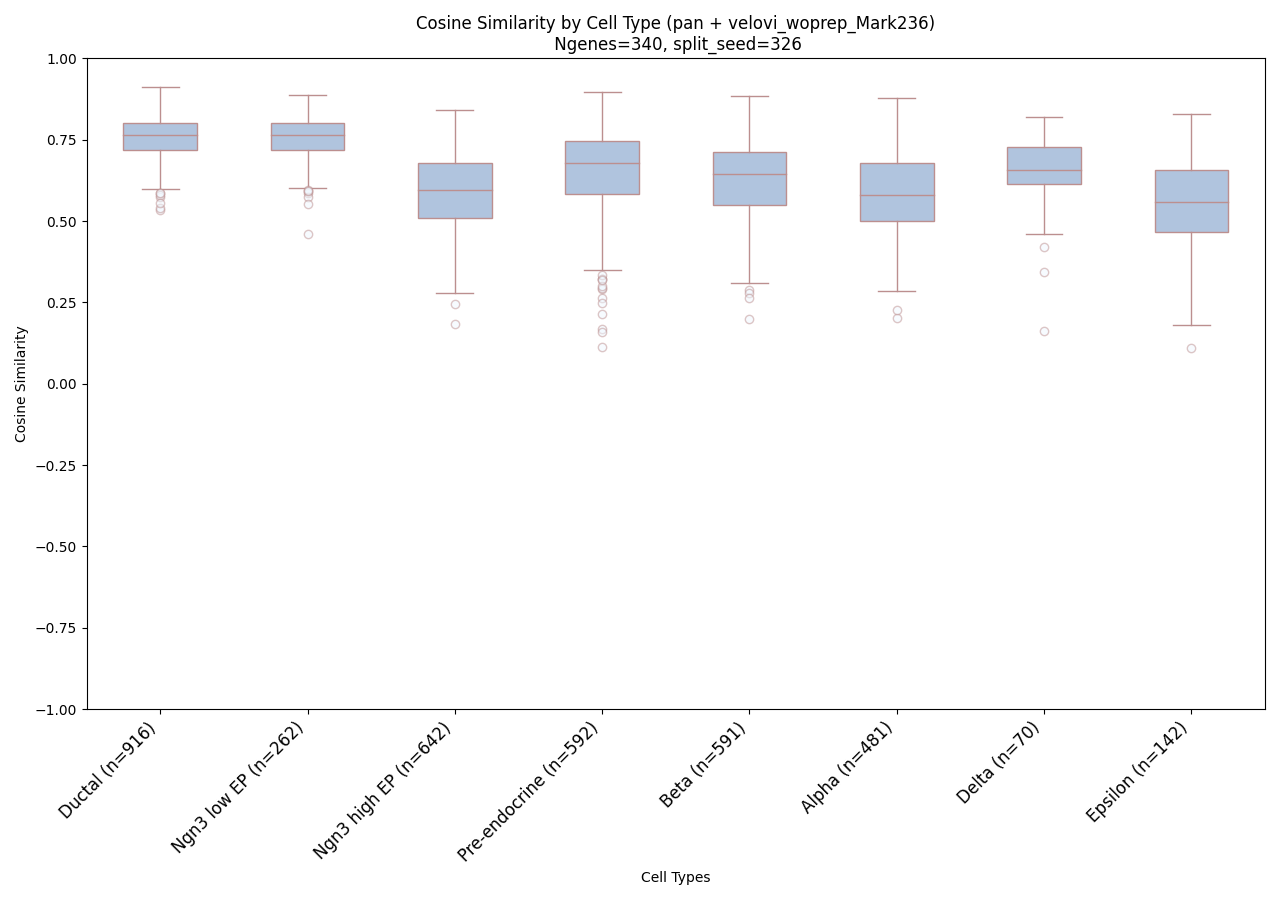 Cosine Similarity by Cell Type (pan + velovi_woprep_Mark236)
Ngenes=340, split_seed=326
1.00
0.75
0.50
0.25
0.00
−0.25
−0.50
−0.75
−1.00
Cosine Similarity
Ductal (n=916)
Ngn3 low EP (n=262)
Ngn3 high EP (n=642)
Pre-endocrine (n=592)
Beta (n=591)
Alpha (n=481)
Delta (n=70)
Epsilon (n=142)
Cell Types